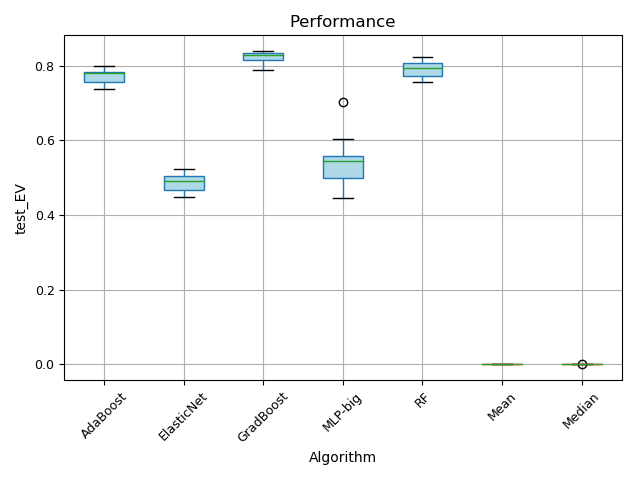 Performance
test_EV
0.8
0.6
0.4
0.2
0.0
AdaBoost
ElasticNet
GradBoost
MLP-big
RF
Mean
Median
Algorithm